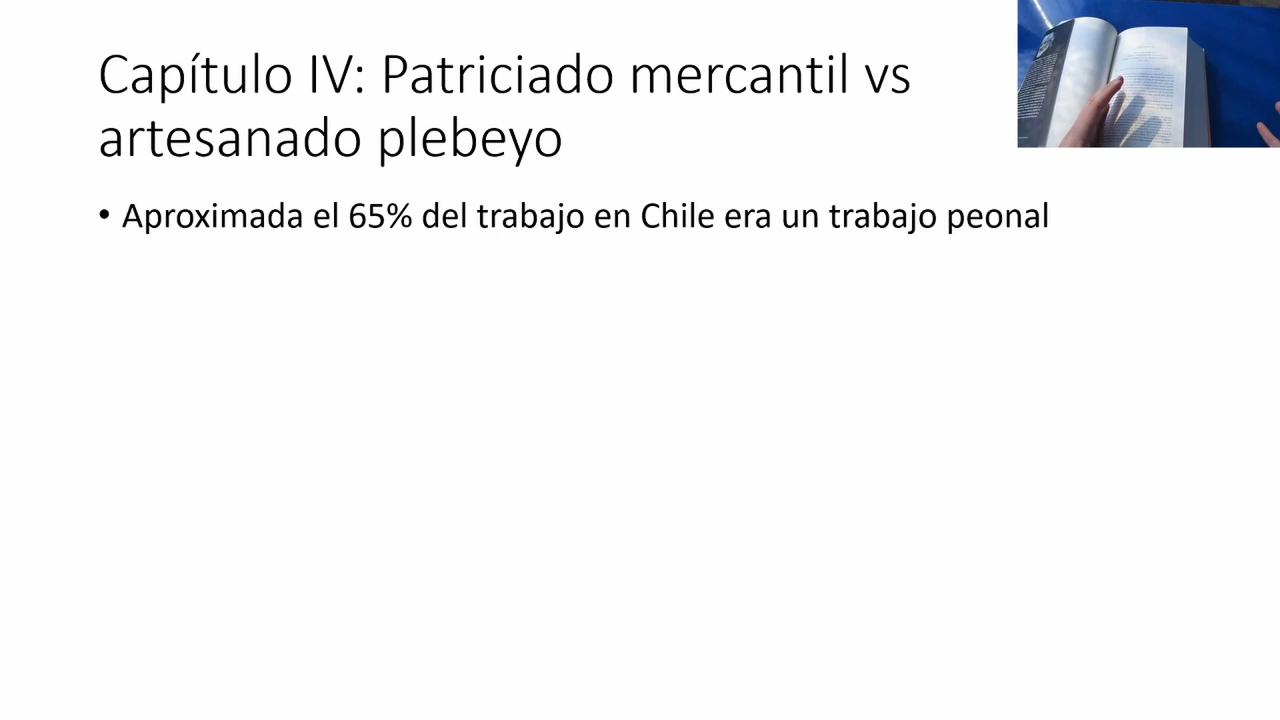 Capítulo IV: Patriciado mercantil vs
artesanado plebeyo
• Aproximada el 65% del trabajo en Chile era un trabajo peonal